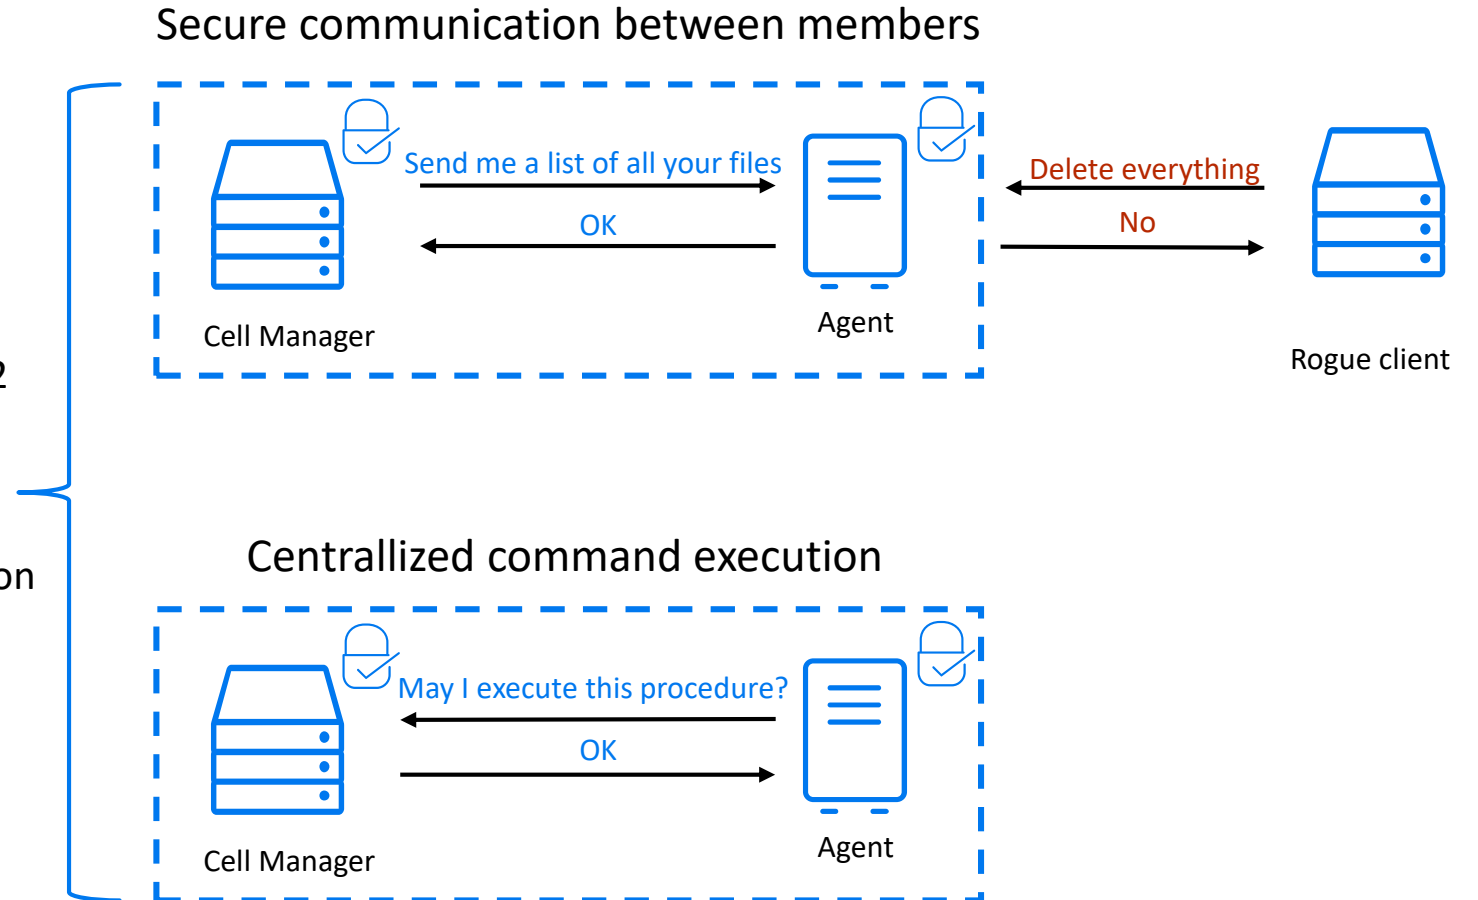 Secure communication between members
Send me a list of all your files
OK
Delete everything
No
Cell Manager
Agent
Rogue client
2
on
Centrallized command execution
May I execute this procedure?
OK
Cell Manager
Agent